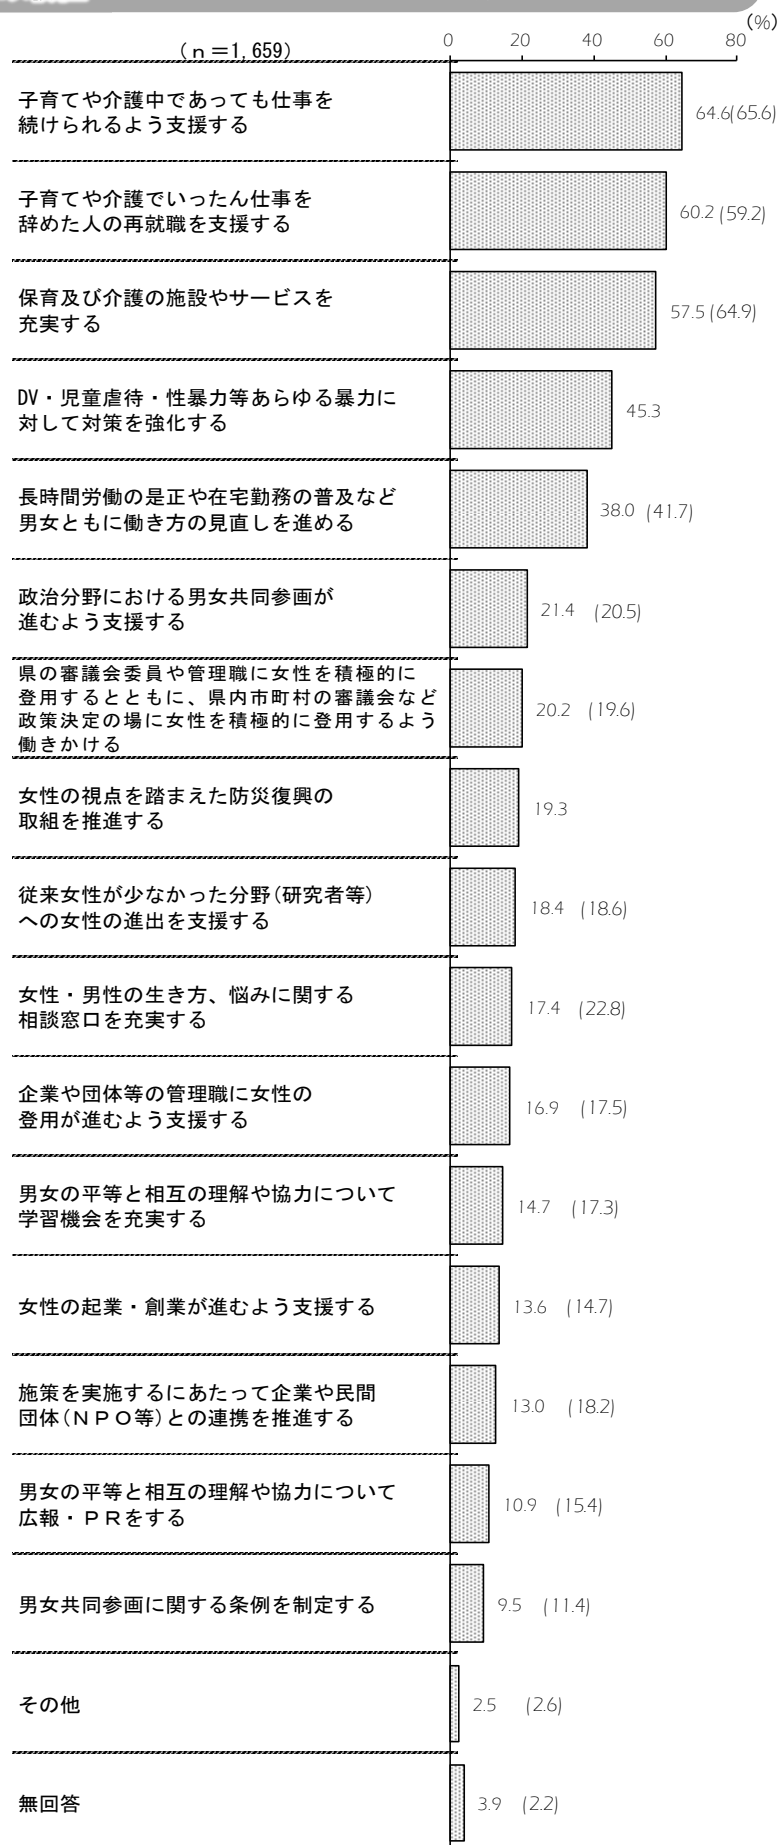 (%)
(n=1,659)
0 20 40 60 80
子育てや介護中であっても仕事を
続けられるよう支援する
64.6(65.6)
子育てや介護でいったん仕事を
辞めた人の再就職を支援する
60.2(59.2)
保育及び介護の施設やサービスを
充実する
57.5(64.9)
DV・児童虐待・性暴力等あらゆる暴力に
対して対策を強化する
45.3
長時間労働の是正や在宅勤務の普及など
男女ともに働き方の見直しを進める
38.0 (41.7)
政治分野における男女共同参画が
進むよう支援する
21.4 (20.5)
県の審議会委員や管理職に女性を積極的に
登用するとともに、県内市町村の審議会など
政策決定の場に女性を積極的に登用するよう
働きかける
20.2 (19.6)
女性の視点を踏まえた防災復興の
取組を推進する
19.3
従来女性が少なかった分野(研究者等)
への女性の進出を支援する
18.4 (18.6)
女性・男性の生き方、悩みに関する
相談窓口を充実する
17.4 (22.8)
企業や団体等の管理職に女性の
登用が進むよう支援する
16.9 (17.5)
男女の平等と相互の理解や協力について
学習機会を充実する
14.7 (17.3)
女性の起業・創業が進むよう支援する
13.6 (14.7)
施策を実施するにあたって企業や民間
団体(NPO等)との連携を推進する
13.0 (18.2)
男女の平等と相互の理解や協力について
広報・PRをする
10.9 (15.4)
男女共同参画に関する条例を制定する
9.5 (11.4)
その他
2.5 (2.6)
無回答
3.9 (2.2)